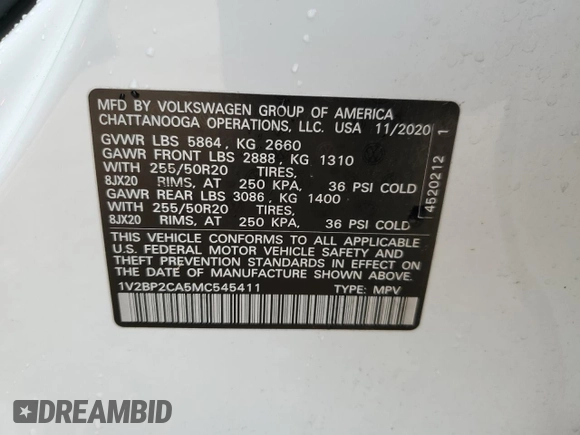 MFD BY VOLKSWAGEN GROUP OF AMERICA
CHATTANOOGA OPERATIONS, LLC. USA 11/2020
GVWR LBS 5864, KG 2660
GAWR FRONT LBS 2888, KG 1310
WITH 255/50R20 TIRES,
8JX20 RIMS, AT 250 KPA, 36 PSI COLD
GAWR REAR LBS 3086, KG 1400
WITH 255/50R20 TIRES,
8JX20 RIMS, AT 250 KPA, 36 PSI COLD
THIS VEHICLE CONFORMS TO ALL APPLICABLE
U.S. FEDERAL MOTOR VEHICLE SAFETY AND
THEFT PREVENTION STANDARDS IN EFFECT ON
THE DATE OF MANUFACTURE SHOWN ABOVE.
1V2BP2CA5MC545411 TYPE: MPV
4520212 1
DREAMBID